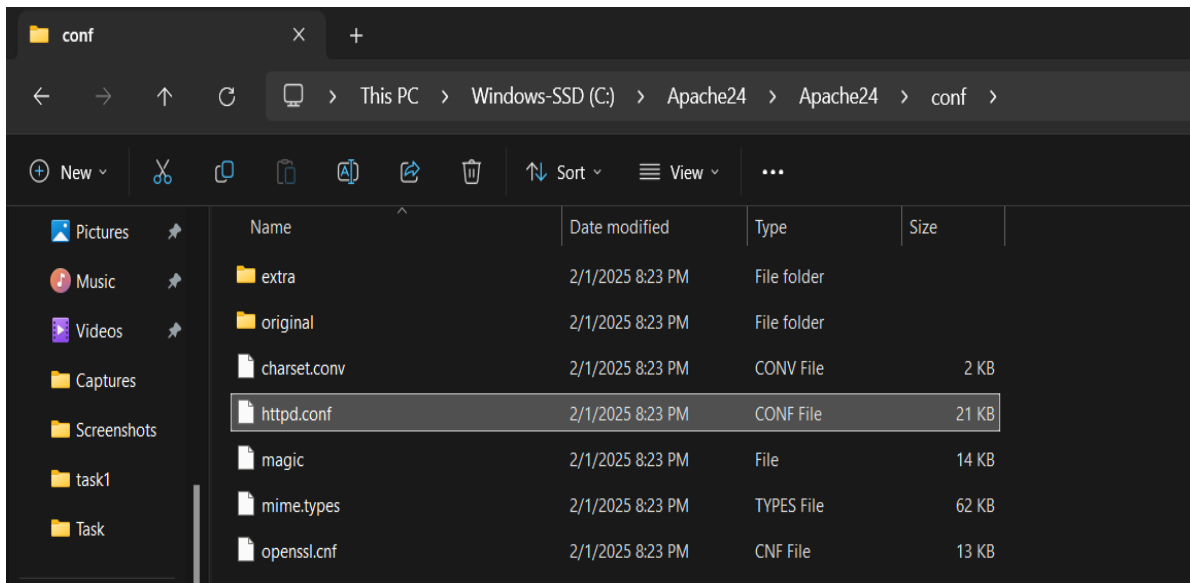 conf
This PC > Windows-SSD (C:) > Apache24 > Apache24 > conf >
New Sort View
Name Date modified Type Size
Pictures
Music
Videos
Captures
Screenshots
task1
Task
extra 2/1/2025 8:23 PM File folder
original 2/1/2025 8:23 PM File folder
charset.conv 2/1/2025 8:23 PM CONV File 2 KB
httpd.conf 2/1/2025 8:23 PM CONF File 21 KB
magic 2/1/2025 8:23 PM File 14 KB
mime.types 2/1/2025 8:23 PM TYPES File 62 KB
openssl.cnf 2/1/2025 8:23 PM CNF File 13 KB